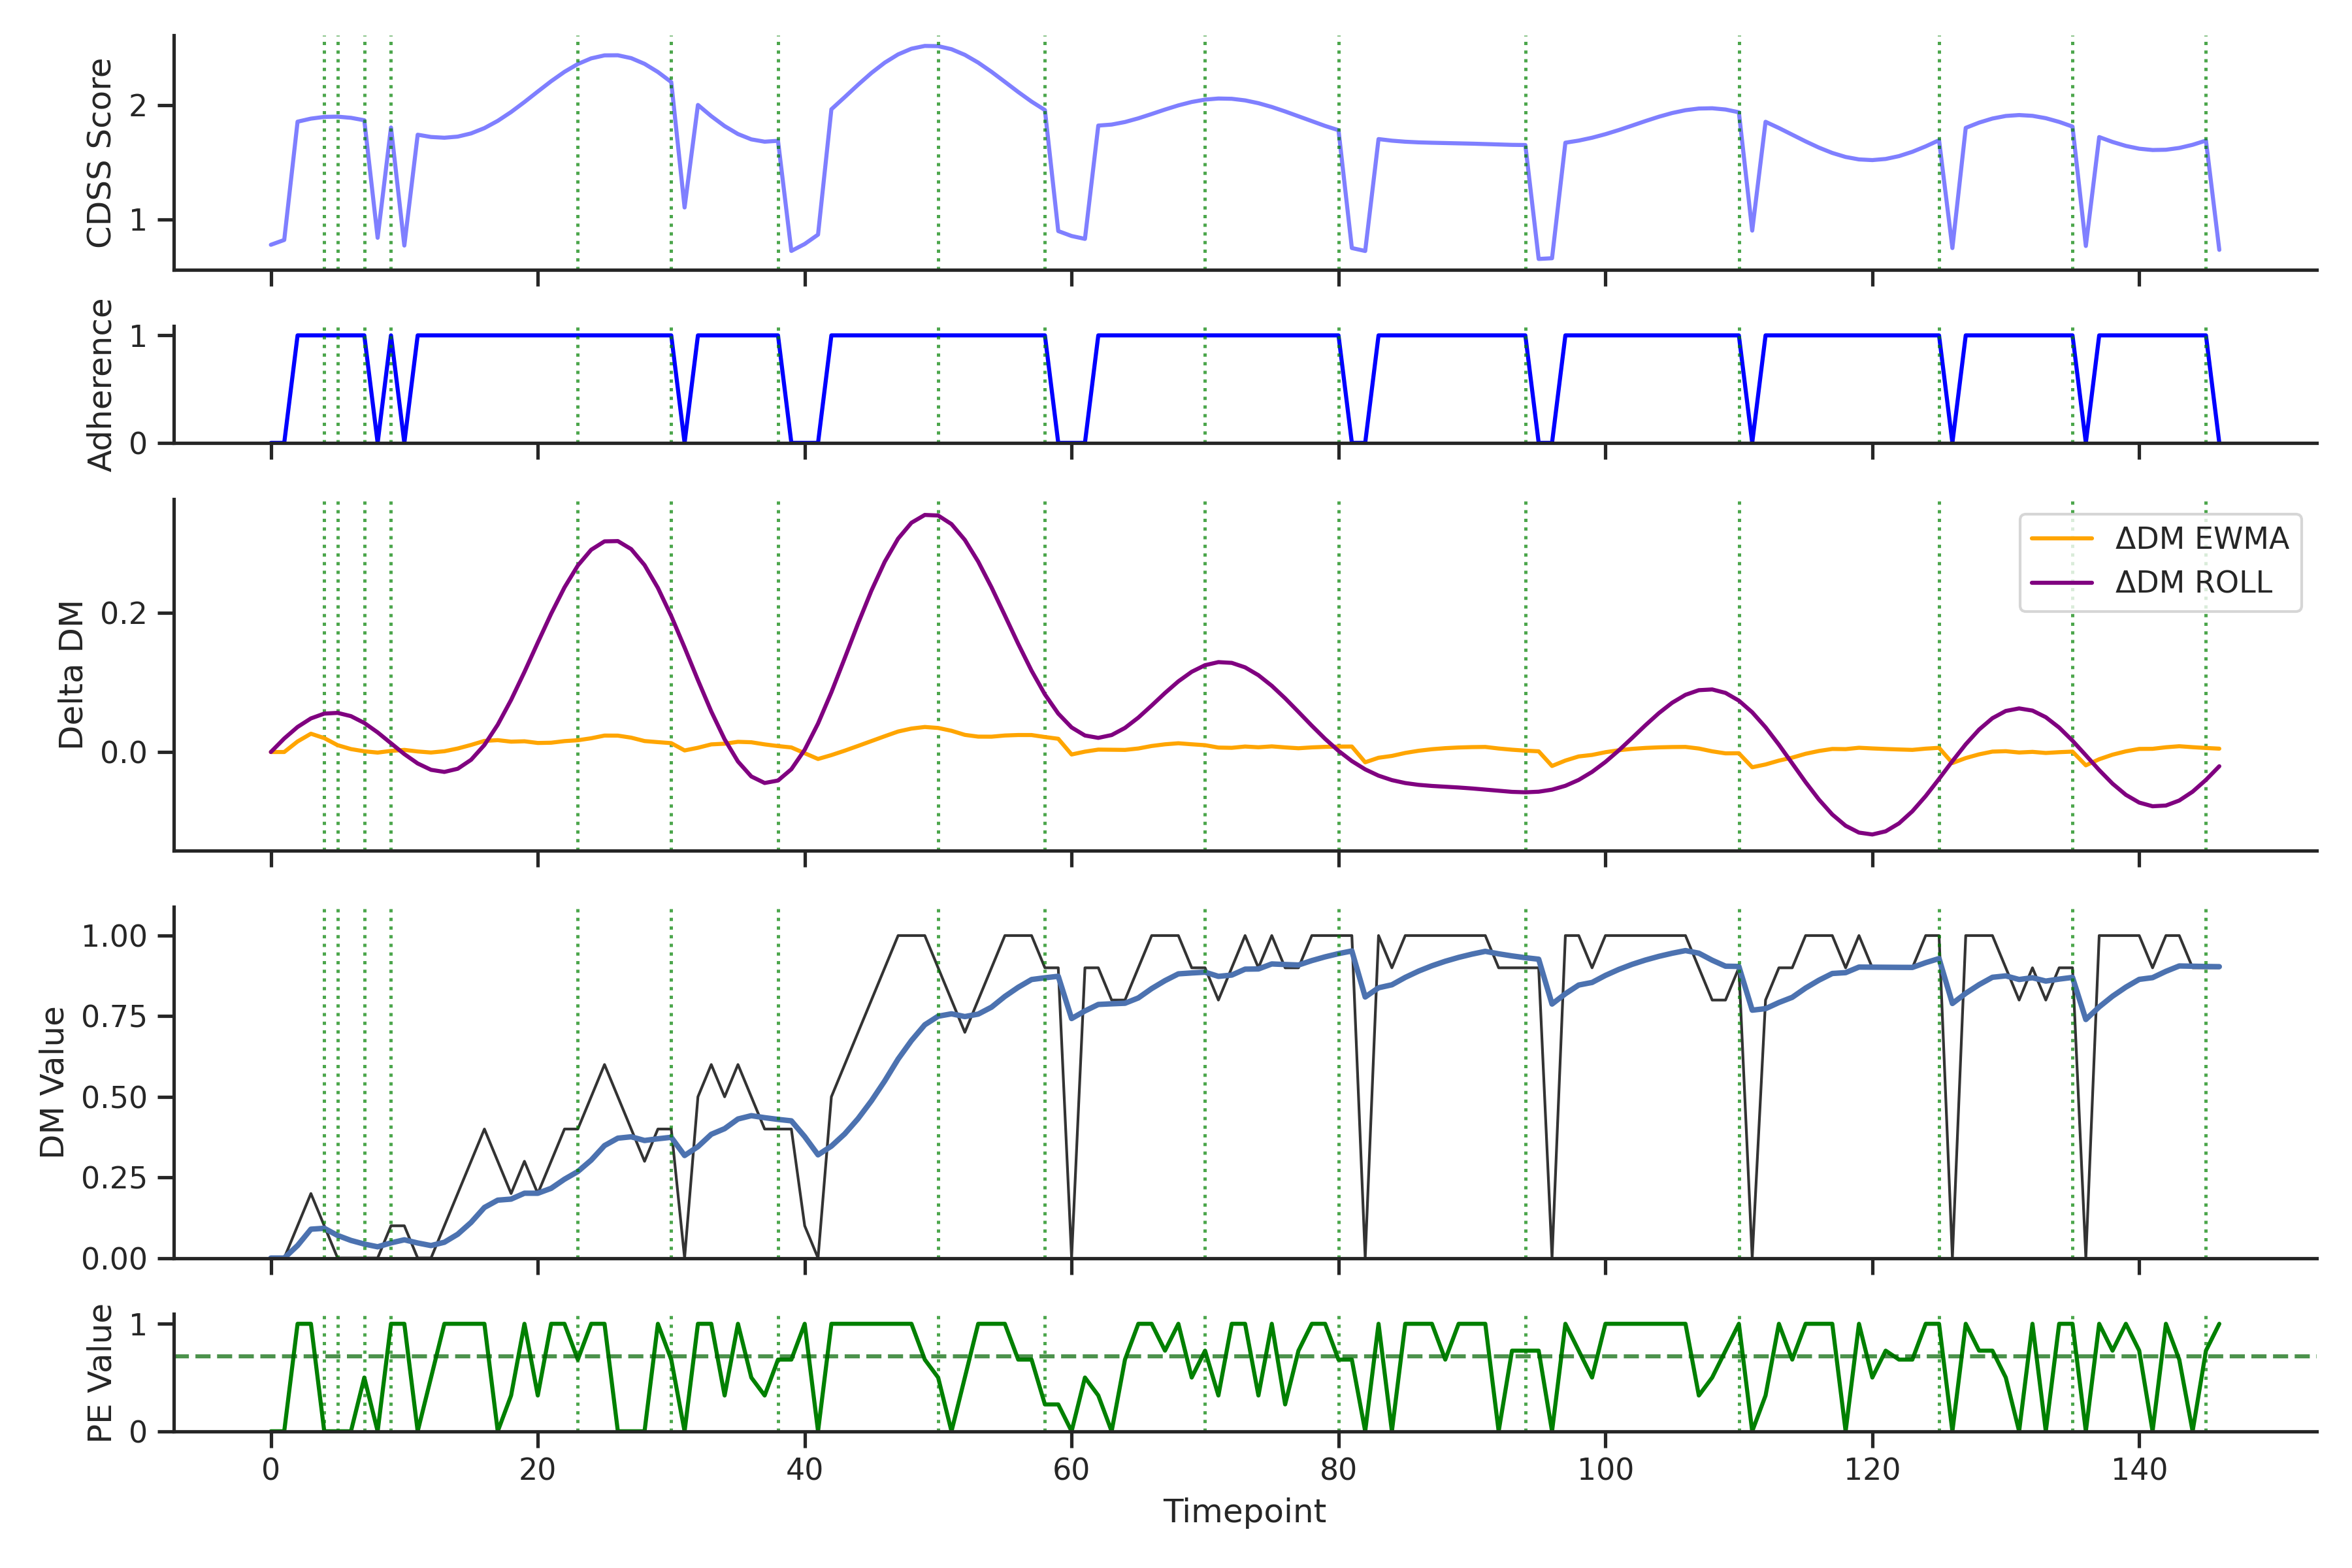 CDSS Score
2
1
Adherence
1
0
Delta DM
0.2
0.0
ΔDM EWMA
ΔDM ROLL
DM Value
1.00
0.75
0.50
0.25
0.00
PE Value
1
0
0 20 40 60 80 100 120 140
Timepoint